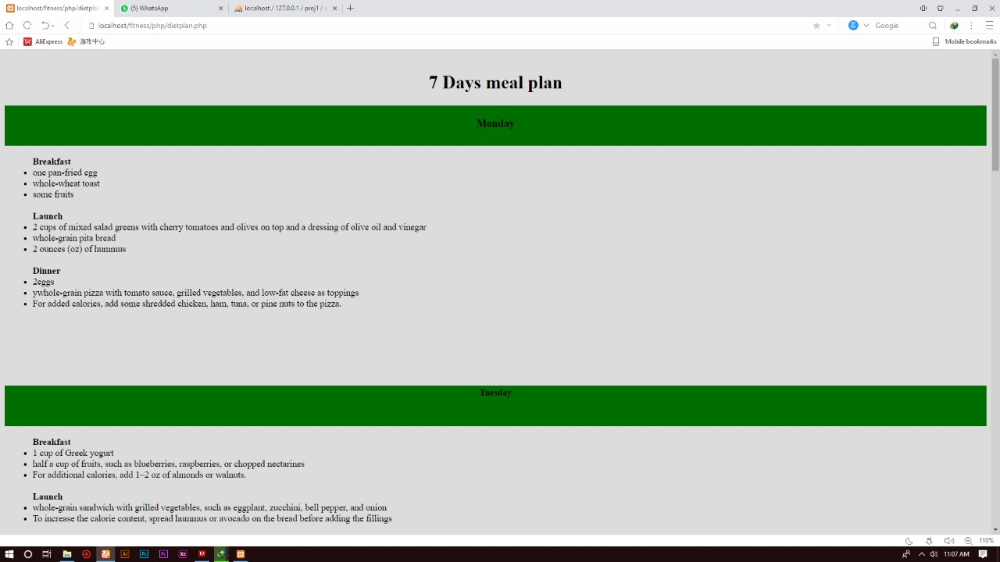 localhost/fitness/php/dietplan
(5) WhatsApp
localhost / 127.0.0.1 / proj1 /
localhost/fitness/php/dietplan.php
Google
AliExpress
游戏中心
Mobile bookmarks
7 Days meal plan
Monday
Breakfast
one pan-fried egg
whole-wheat toast
some fruits
Launch
2 cups of mixed salad greens with cherry tomatoes and olives on top and a dressing of olive oil and vinegar
whole-grain pita bread
2 ounces (oz) of hummus
Dinner
2eggs
ywhole-grain pizza with tomato sauce, grilled vegetables, and low-fat cheese as toppings
For added calories, add some shredded chicken, ham, tuna, or pine nuts to the pizza.
Tuesday
Breakfast
1 cup of Greek yogurt
half a cup of fruits, such as blueberries, raspberries, or chopped nectarines
For additional calories, add 1–2 oz of almonds or walnuts.
Launch
whole-grain sandwich with grilled vegetables, such as eggplant, zucchini, bell pepper, and onion
To increase the calorie content, spread hummus or avocado on the bread before adding the fillings
110%
Ai
Ps
Pr
Xd
11:07 AM